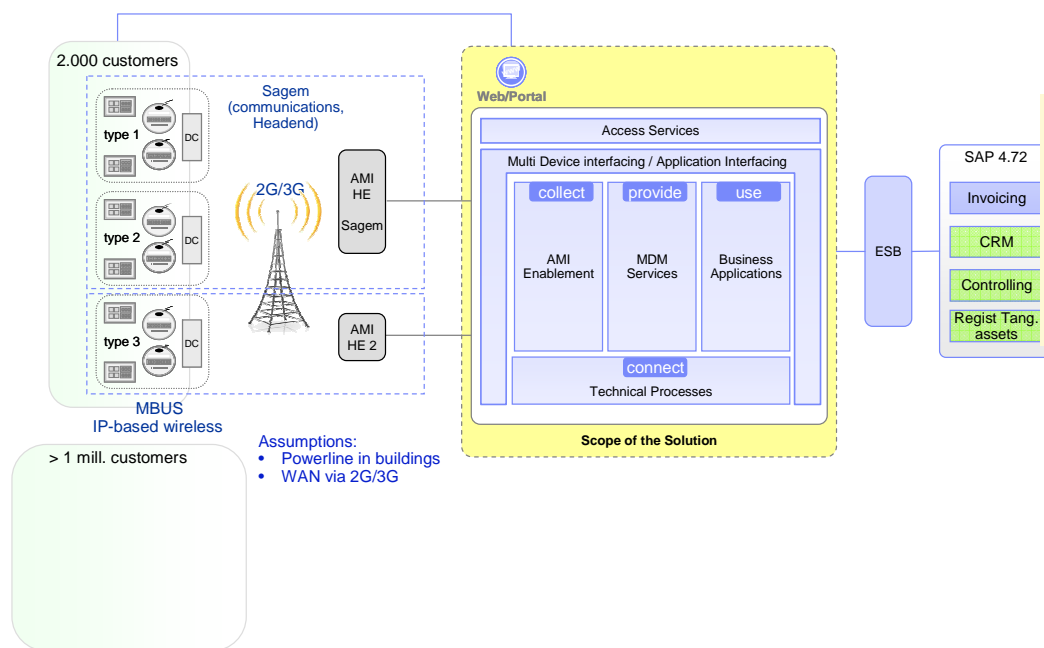 2.000 customers
Sagem
(communications,
Headend)
type 1
DC
2G/3G
type 2
DC
type 3
DC
AMI
HE
Sagem
AMI
HE 2
MBUS
IP-based wireless
> 1 mill. customers
Assumptions:
• Powerline in buildings
• WAN via 2G/3G
Web/Portal
Access Services
Multi Device interfacing / Application Interfacing
collect
provide
use
AMI
Enablement
MDM
Services
Business
Applications
connect
Technical Processes
Scope of the Solution
ESB
SAP 4.72
Invoicing
CRM
Controlling
Regist Tang.
assets